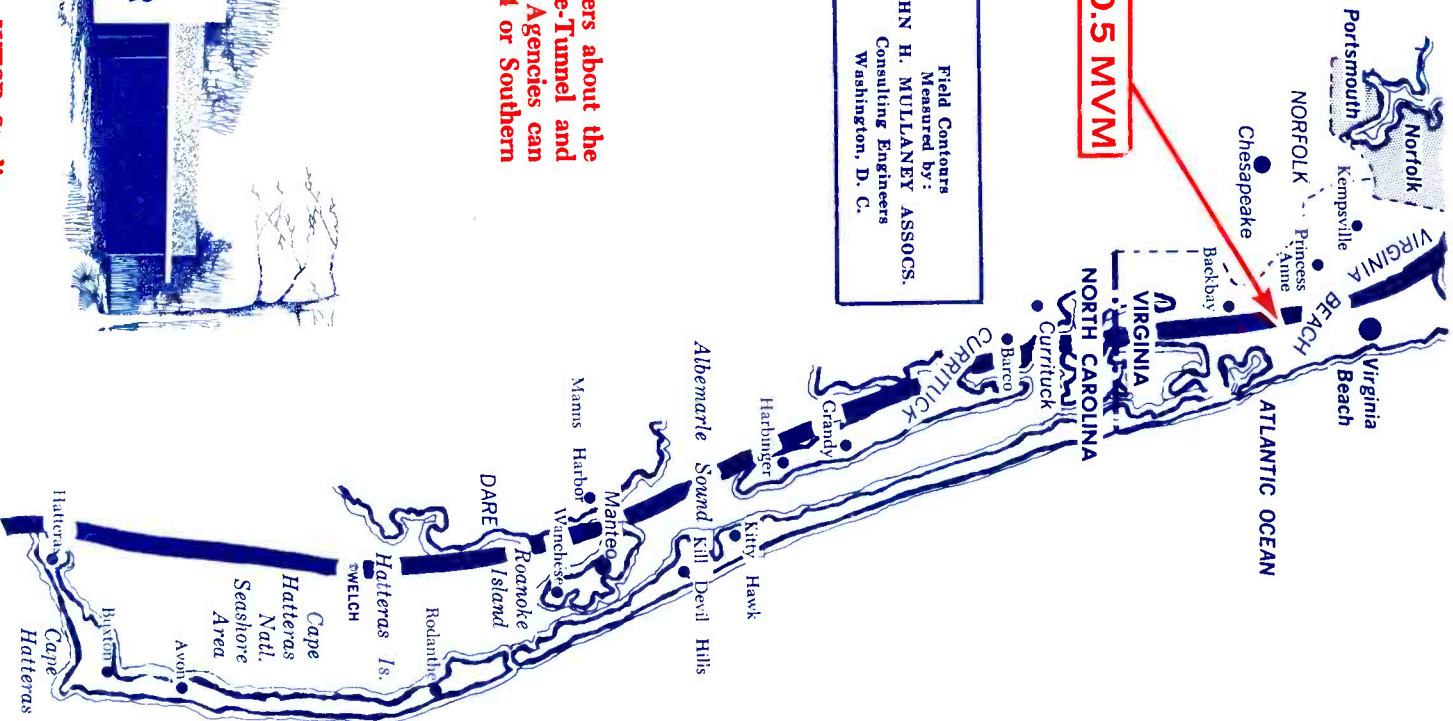 Portsmouth
Norfolk
NORFOLK
Kempsville
Chesapeake
Princess
Anne
VIRGINIA
BEACH
Virginia
Beach
Backbay
0.5 MVM
ATLANTIC OCEAN
VIRGINIA
NORTH CAROLINA
Field Contours
Measured by:
HN H. MULLANEY ASSOCS.
Consulting Engineers
Washington, D. C.
Currituck
Barco
CURRITUCK
Grandy
Harbinger
Albemarle Sound
Kitty Hawk
Kill Devil Hills
Manns Harbor
Manteo
Wanchese
Roanoke
Island
DARE
Hatteras Is.
©WELCH
Rodanthe
Cape
Hatteras
Natl.
Seashore
Area
Avon
Buxton
Hatteras
Cape
Hatteras
ers about the
e-Tunnel and
Agencies can
or Southern